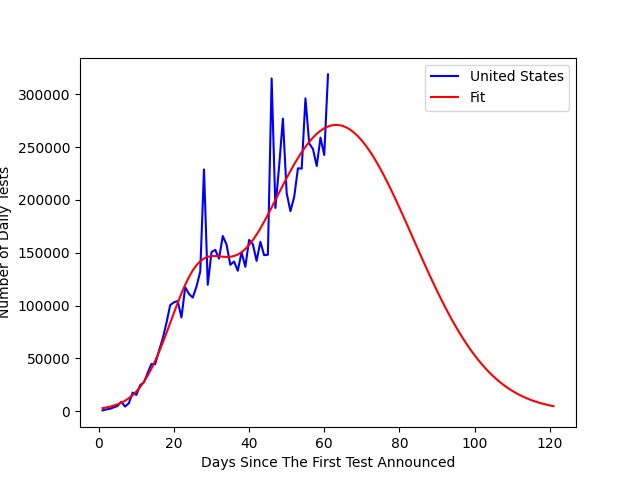 United States
Fit
300000
250000
200000
150000
100000
50000
0
Number of Daily Tests
0 20 40 60 80 100 120
Days Since The First Test Announced